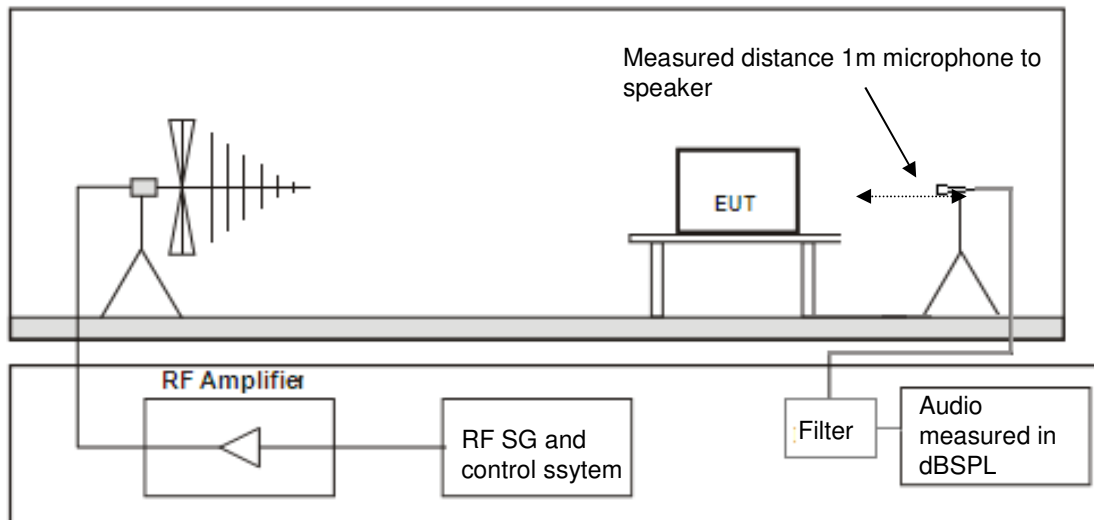 Measured distance 1m microphone to
speaker
EUT
RF Amplifier
RF SG and
control ssytem
:Filter
Audio
measured in
dBSPL